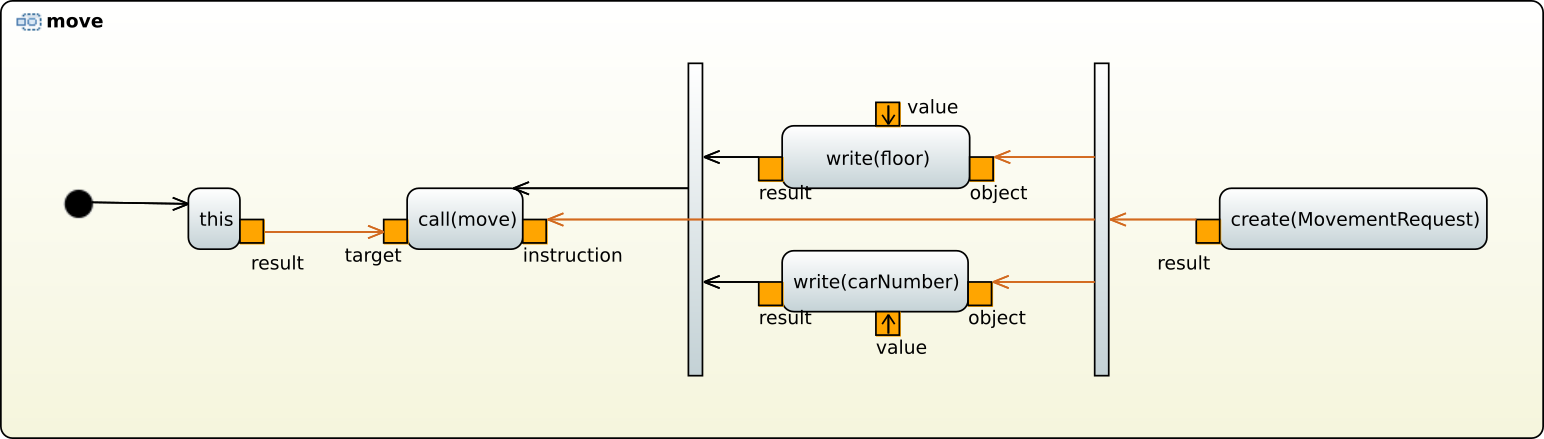 move
value
write(floor)
result
object
this
call(move)
create(MovementRequest)
result
target
instruction
result
write(carNumber)
result
object
value